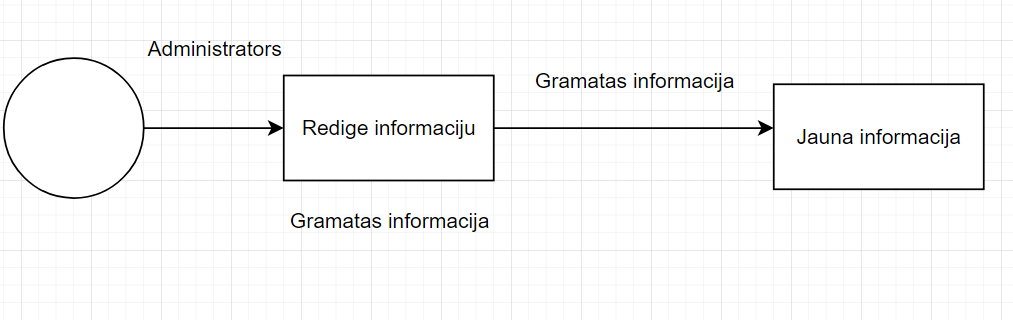 Administrators
Gramatas informacija
Redige informaciju
Jauna informacija
Gramatas informacija